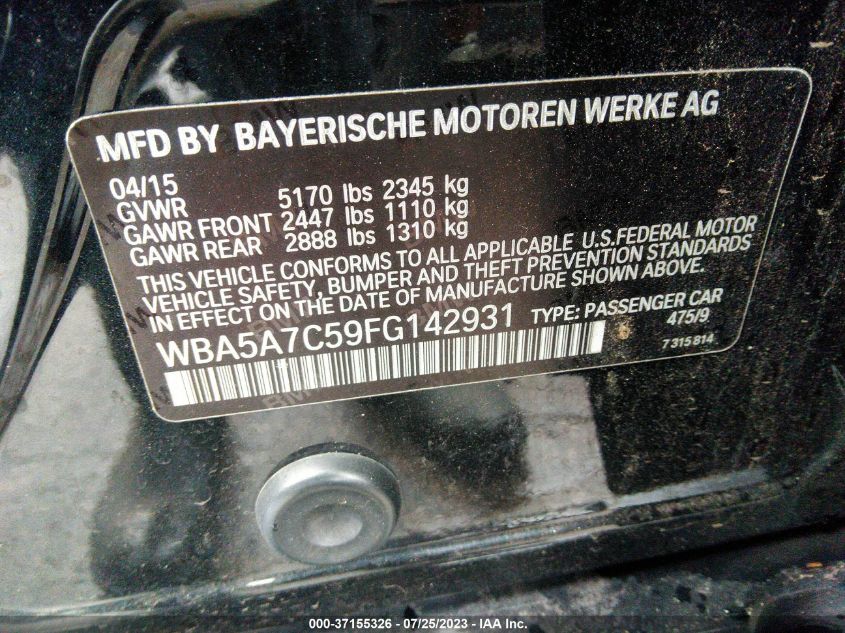 MFD BY BAYERISCHE MOTOREN WERKE AG
04/15
GVWR 5170 lbs 2345 kg
GAWR FRONT 2447 lbs 1110 kg
GAWR REAR 2888 lbs 1310 kg
THIS VEHICLE CONFORMS TO ALL APPLICABLE U.S.FEDERAL MOTOR
VEHICLE SAFETY, BUMPER AND THEFT PREVENTION STANDARDS
IN EFFECT ON THE DATE OF MANUFACTURE SHOWN ABOVE.
WBA5A7C59FG142931 TYPE: PASSENGER CAR
475/9
7 315 814
000-37155326 / 07/25/2023 - IAA Inc.